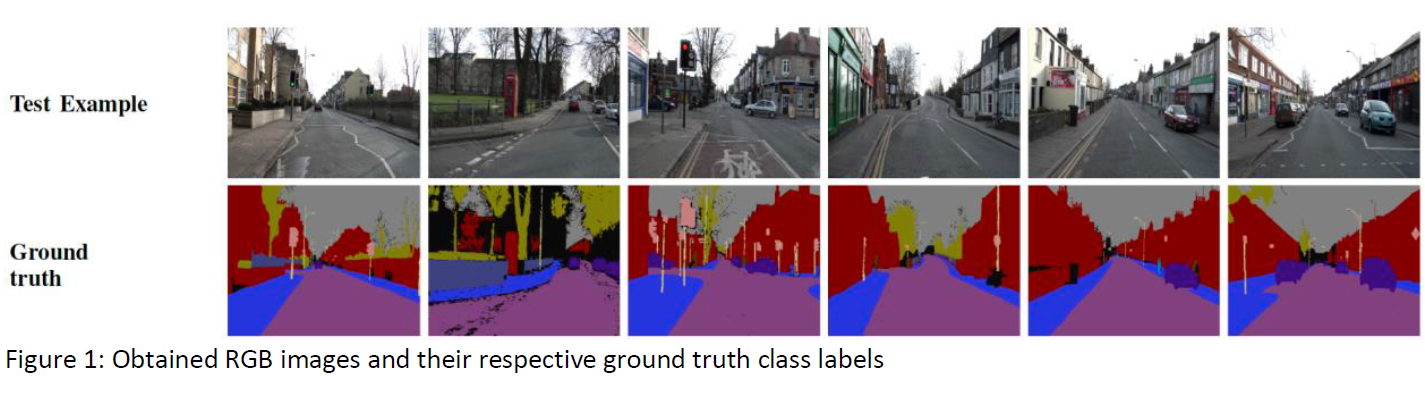 Test Example
Ground
truth
Figure 1: Obtained RGB images and their respective ground truth class labels